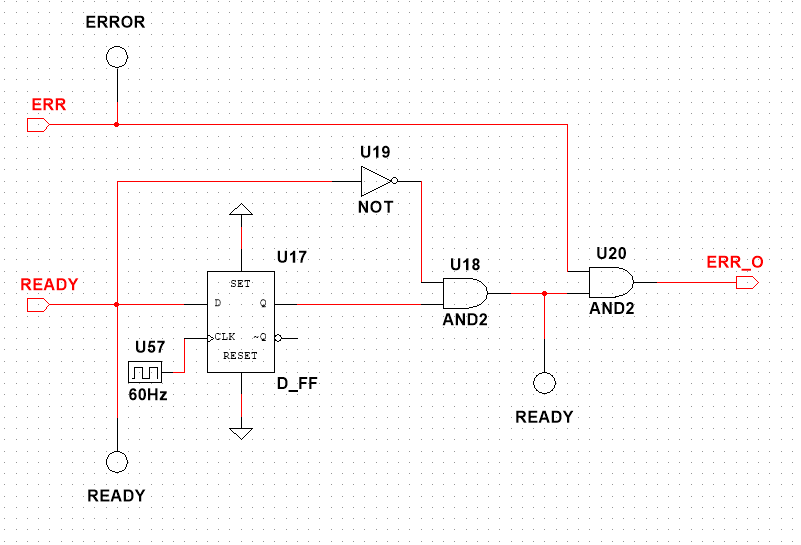 ERROR
ERR
U19
NOT
U17
SET
U18
U20
ERR_O
READY
D
Q
AND2
AND2
U57
CLK
~Q
RESET
60Hz
D_FF
READY
READY